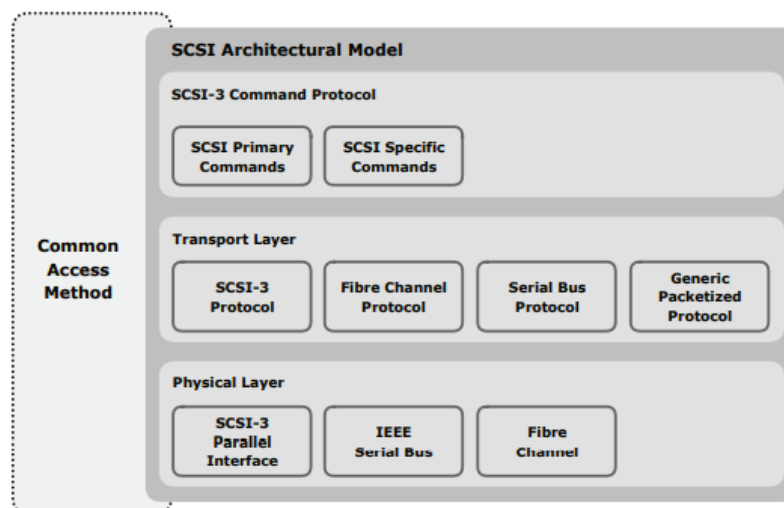 SCSI Architectural Model
SCSI-3 Command Protocol
SCSI Primary
Commands
SCSI Specific
Commands
Common
Access
Method
Transport Layer
SCSI-3
Protocol
Fibre Channel
Protocol
Serial Bus
Protocol
Generic
Packetized
Protocol
Physical Layer
SCSI-3
Parallel
Interface
IEEE
Serial Bus
Fibre
Channel